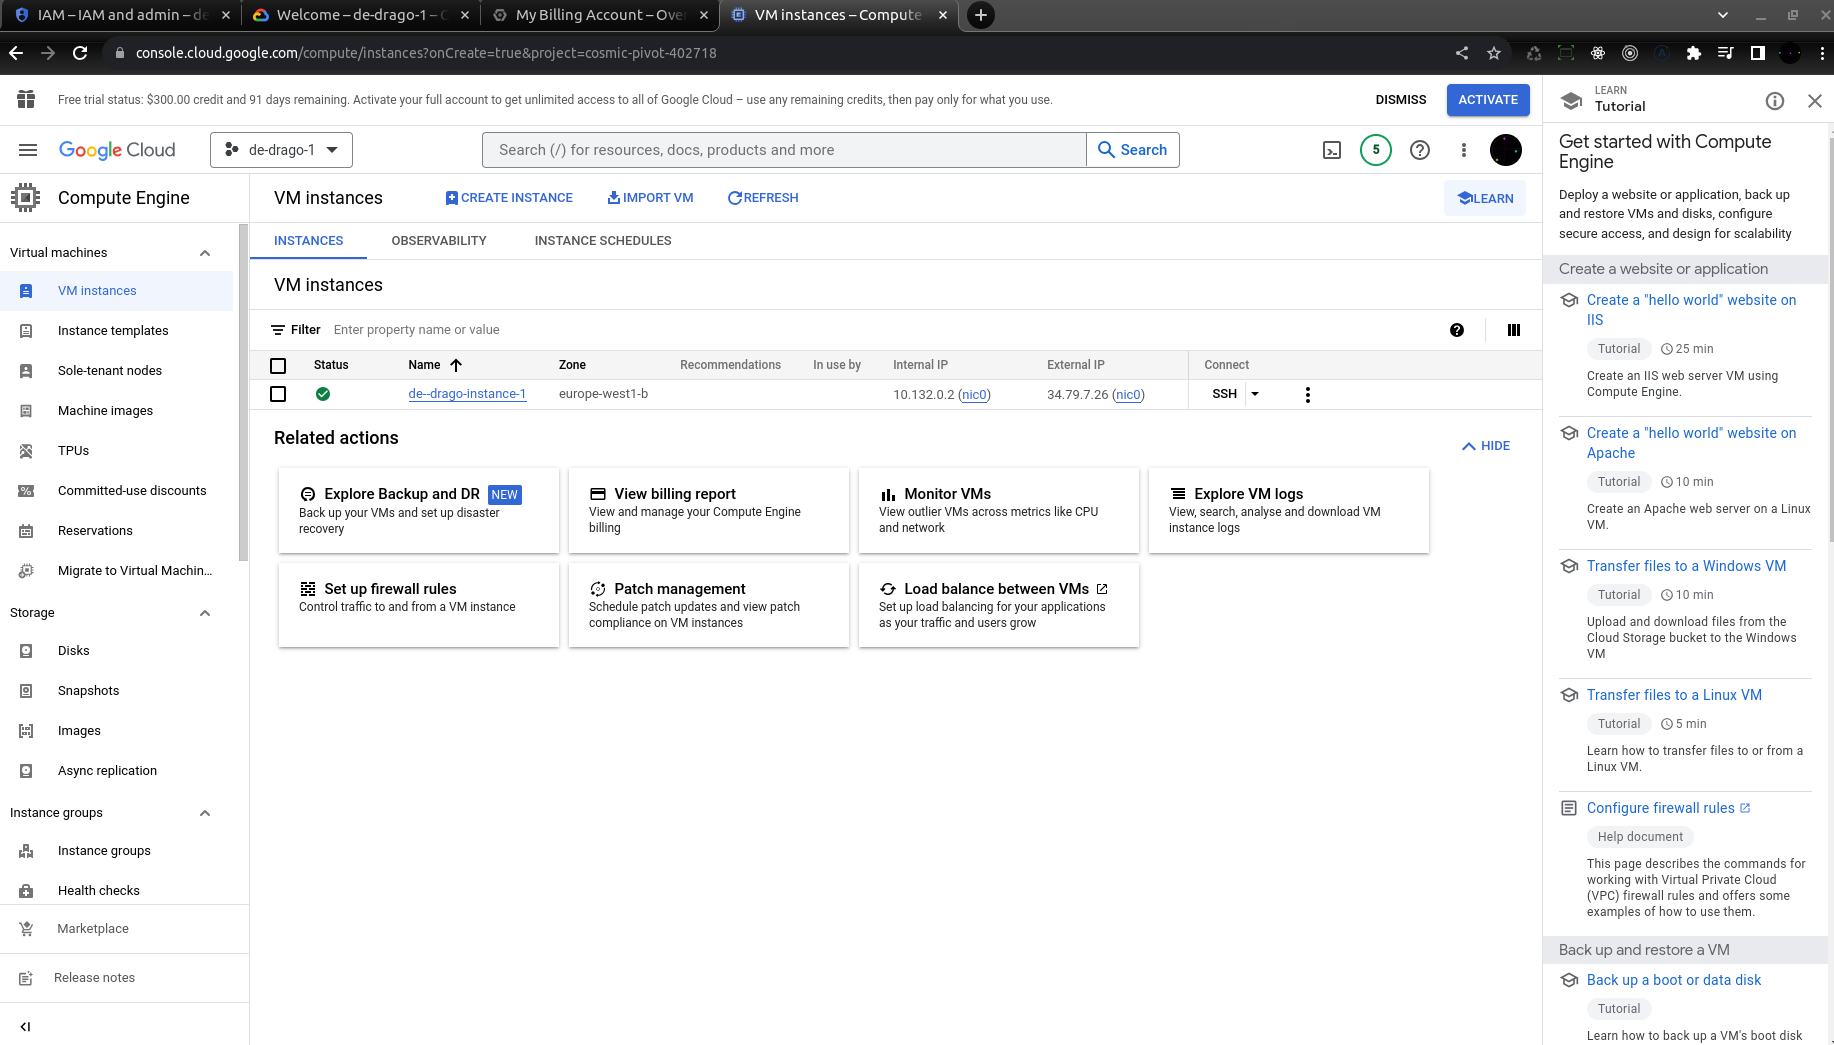 IAM – IAM and admin – de
Welcome – de-drago-1 – C
My Billing Account – Over
VM instances – Compute
console.cloud.google.com/compute/instances?onCreate=true&project=cosmic-pivot-402718
Free trial status: $300.00 credit and 91 days remaining. Activate your full account to get unlimited access to all of Google Cloud – use any remaining credits, then pay only for what you use.
DISMISS
ACTIVATE
Google Cloud
de-drago-1
Search (/) for resources, docs, products and more
Search
5
Compute Engine
Virtual machines
VM instances
Instance templates
Sole-tenant nodes
Machine images
TPUs
Committed-use discounts
Reservations
Migrate to Virtual Machin...
Storage
Disks
Snapshots
Images
Async replication
Instance groups
Instance groups
Health checks
Marketplace
Release notes
VM instances
CREATE INSTANCE
IMPORT VM
REFRESH
LEARN
INSTANCES
OBSERVABILITY
INSTANCE SCHEDULES
VM instances
Filter
Enter property name or value
Status Name Zone Recommendations In use by Internal IP External IP Connect
de--drago-instance-1 europe-west1-b 10.132.0.2 (nic0) 34.79.7.26 (nic0) SSH
Related actions
HIDE
Explore Backup and DR NEW
Back up your VMs and set up disaster
recovery
View billing report
View and manage your Compute Engine
billing
Monitor VMs
View outlier VMs across metrics like CPU
and network
Explore VM logs
View, search, analyse and download VM
instance logs
Set up firewall rules
Control traffic to and from a VM instance
Patch management
Schedule patch updates and view patch
compliance on VM instances
Load balance between VMs
Set up load balancing for your applications
as your traffic and users grow
LEARN
Tutorial
Get started with Compute
Engine
Deploy a website or application, back up
and restore VMs and disks, configure
secure access, and design for scalability
Create a website or application
Create a "hello world" website on
IIS
Tutorial 25 min
Create an IIS web server VM using
Compute Engine.
Create a "hello world" website on
Apache
Tutorial 10 min
Create an Apache web server on a Linux
VM.
Transfer files to a Windows VM
Tutorial 10 min
Upload and download files from the
Cloud Storage bucket to the Windows
VM
Transfer files to a Linux VM
Tutorial 5 min
Learn how to transfer files to or from a
Linux VM.
Configure firewall rules
Help document
This page describes the commands for
working with Virtual Private Cloud
(VPC) firewall rules and offers some
examples of how to use them.
Back up and restore a VM
Back up a boot or data disk
Tutorial
Learn how to back up a VM's boot disk